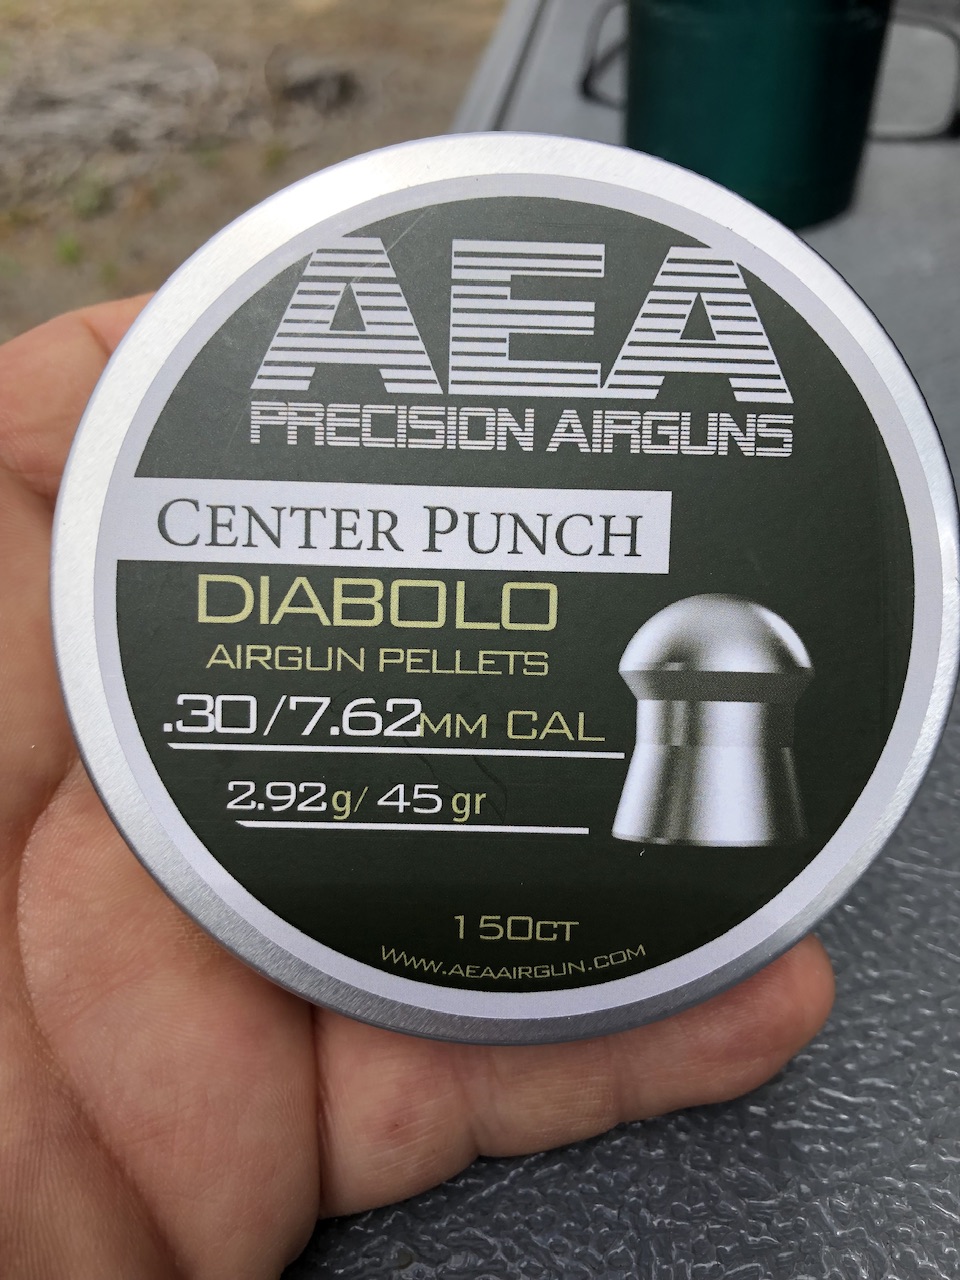 AEA
PRECISION AIRGUNS
CENTER PUNCH
DIABOLO
AIRGUN PELLETS
.30/7.62MM CAL
2.92g/ 45 gr
150CT
WWW.AEAAIRGUN.COM